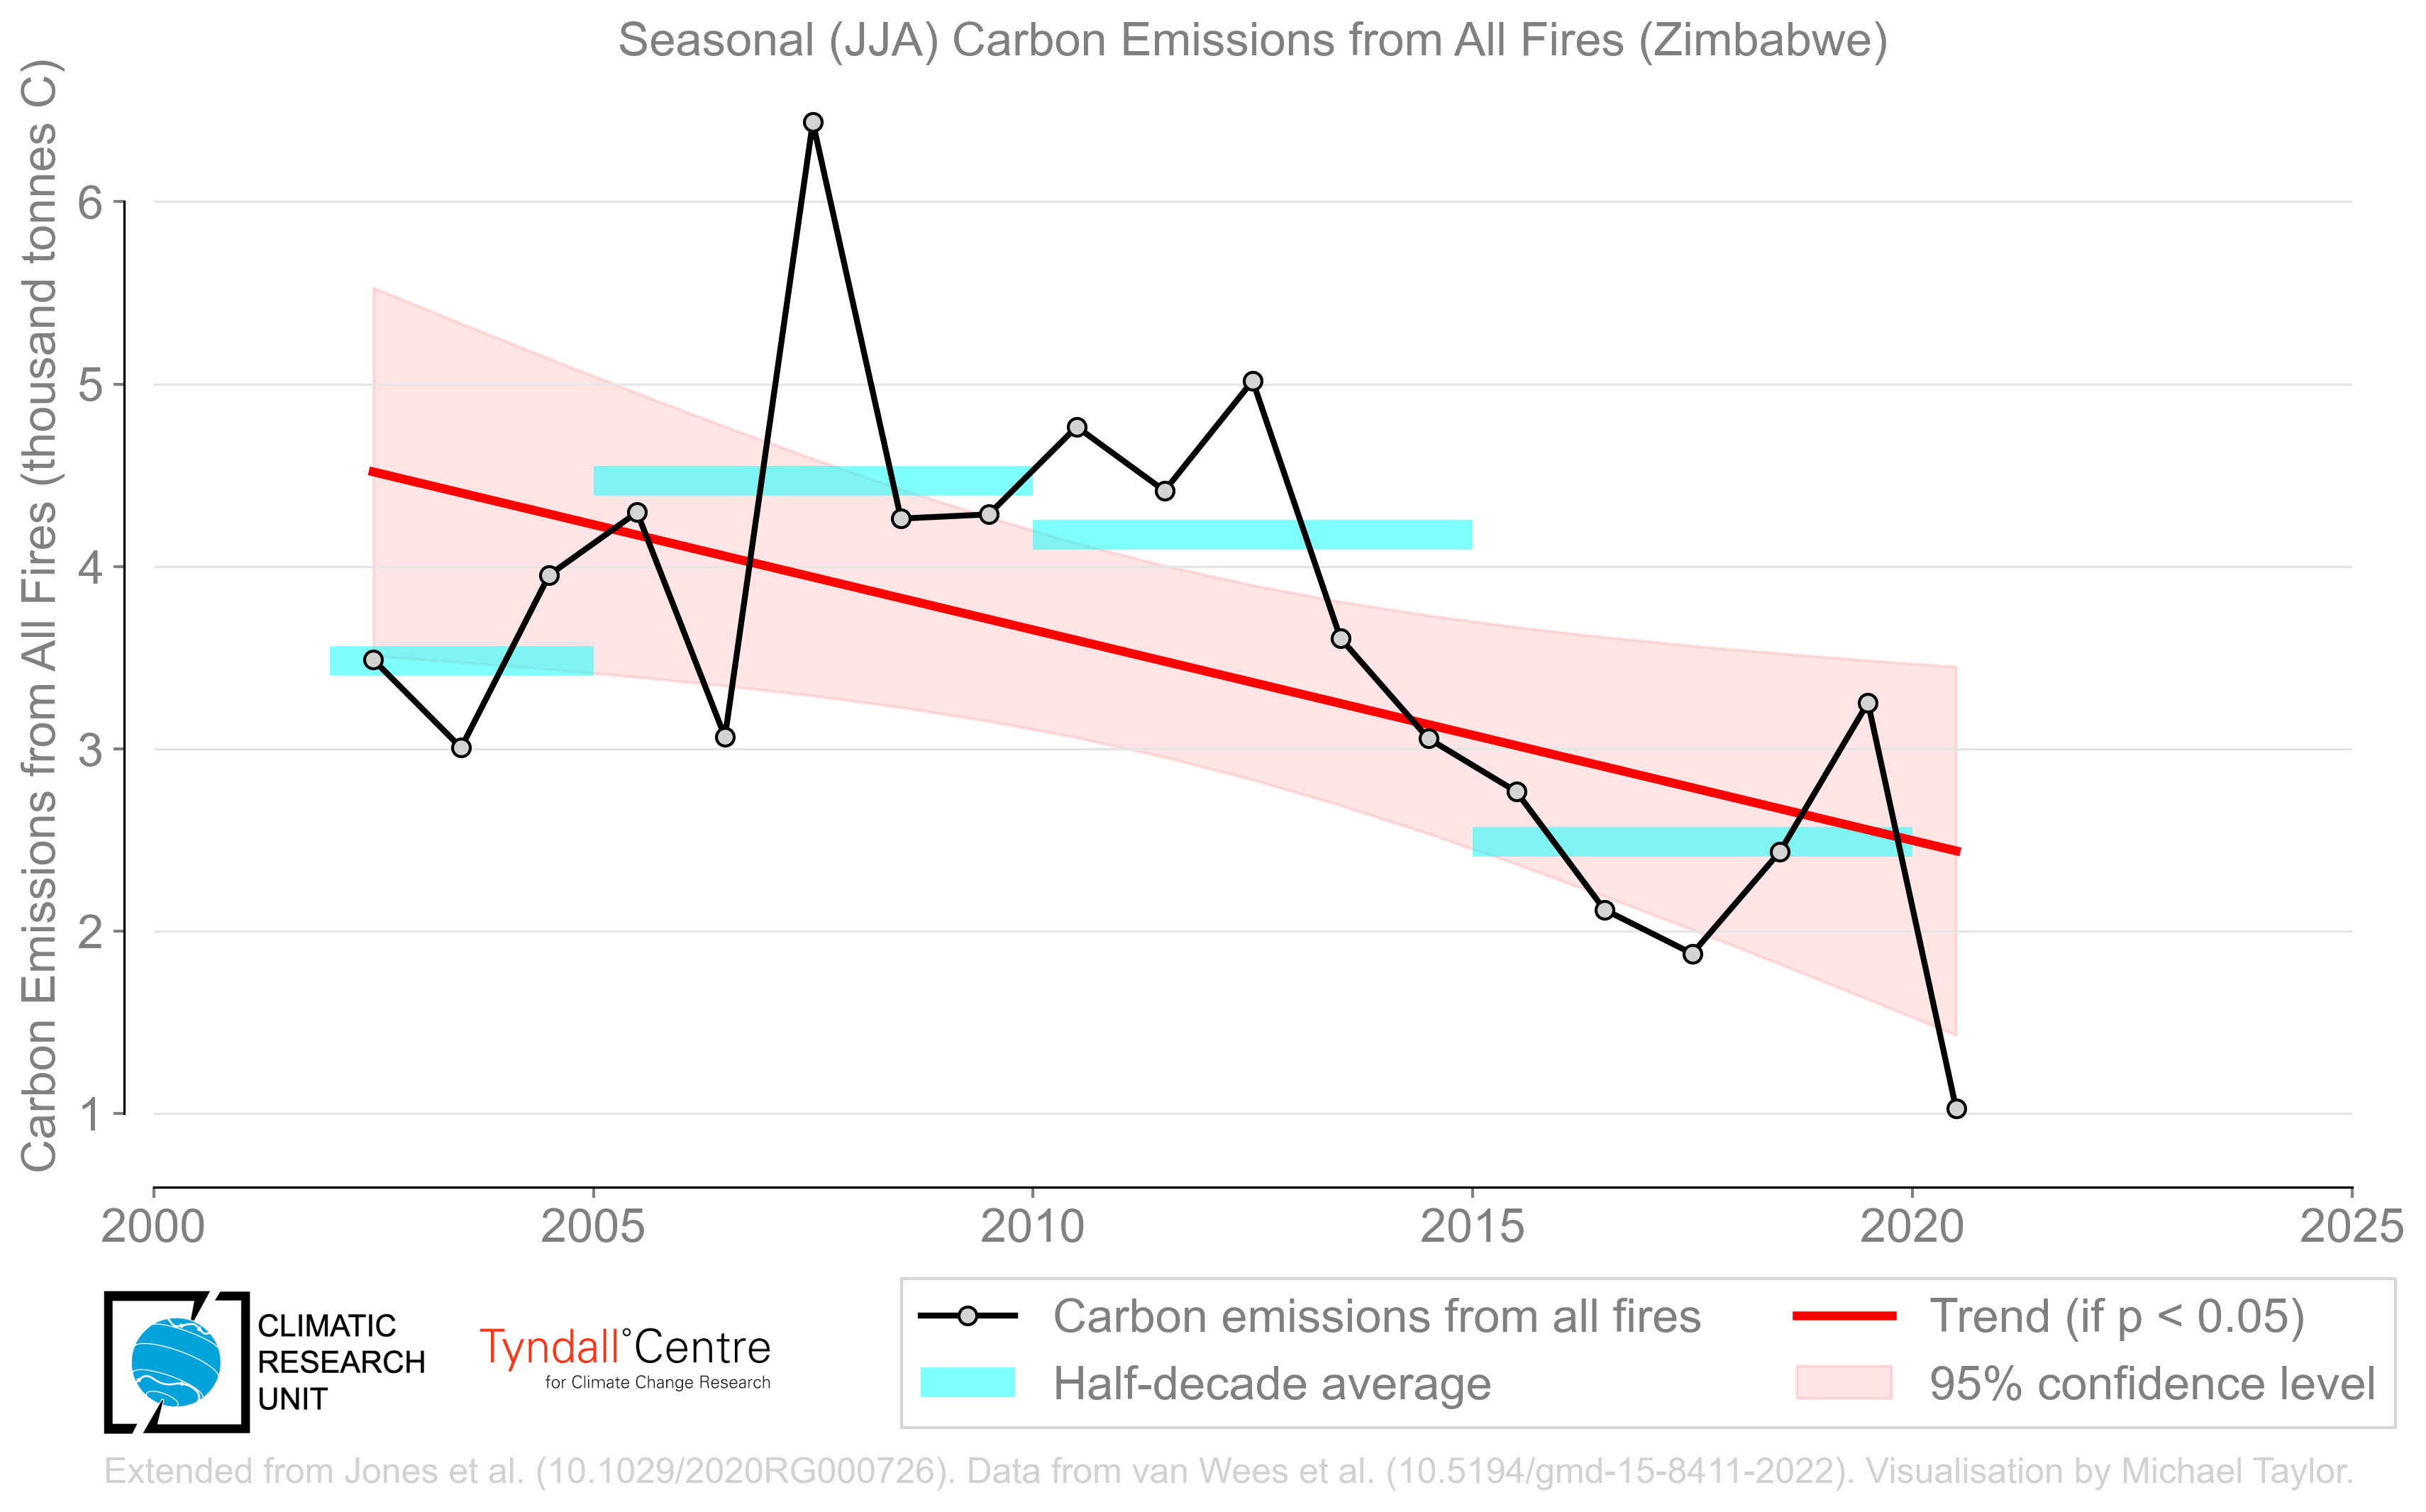 Seasonal (JJA) Carbon Emissions from All Fires (Zimbabwe)
Carbon Emissions from All Fires (thousand tonnes C)
6
5
4
3
2
1
2000
2005
2010
2015
2020
2025
CLIMATIC
RESEARCH
UNIT
Tyndall°Centre
for Climate Change Research
Carbon emissions from all fires
Half-decade average
Trend (if p < 0.05)
95% confidence level
Extended from Jones et al. (10.1029/2020RG000726). Data from van Wees et al. (10.5194/gmd-15-8411-2022). Visualisation by Michael Taylor.